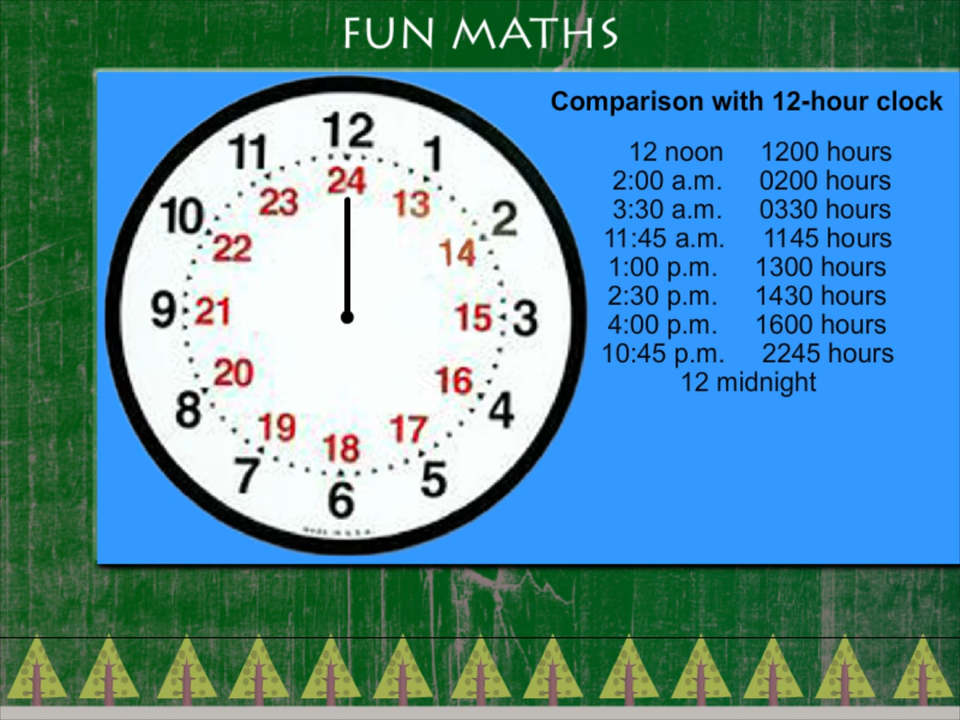 FUN MATHS
Comparison with 12-hour clock
12 noon 1200 hours
2:00 a.m. 0200 hours
3:30 a.m. 0330 hours
11:45 a.m. 1145 hours
1:00 p.m. 1300 hours
2:30 p.m. 1430 hours
4:00 p.m. 1600 hours
10:45 p.m. 2245 hours
12 midnight
12
1
2
3
4
5
6
7
8
9
10
11
24
13
14
15
16
17
18
19
20
21
22
23
MADE IN U.S.A.